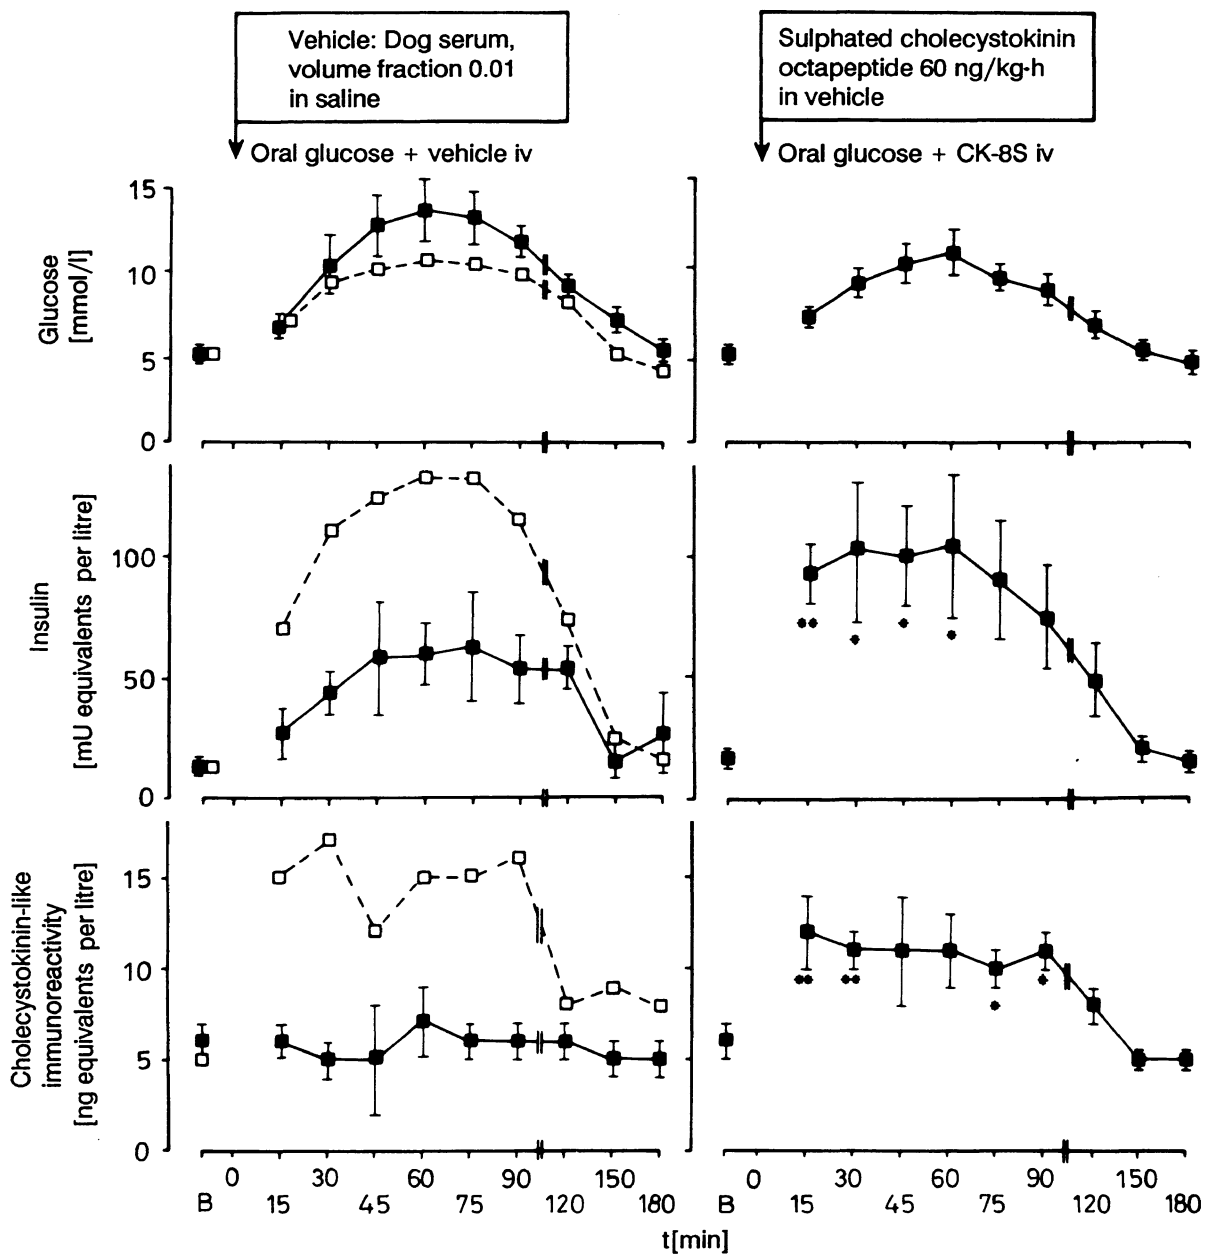 Vehicle: Dog serum,
volume fraction 0.01
in saline
Sulphated cholecystokinin
octapeptide 60 ng/kg·h
in vehicle
Oral glucose + vehicle iv
Oral glucose + CK-8S iv
Glucose
[mmol/l]
15
10
5
0
Insulin
[mU equivalents per litre]
100
50
0
Cholecystokinin-like
immunoreactivity
[ng equivalents per litre]
15
10
5
0
B 0 15 30 45 60 75 90 120 150 180
B 0 15 30 45 60 75 90 120 150 180
t[min]